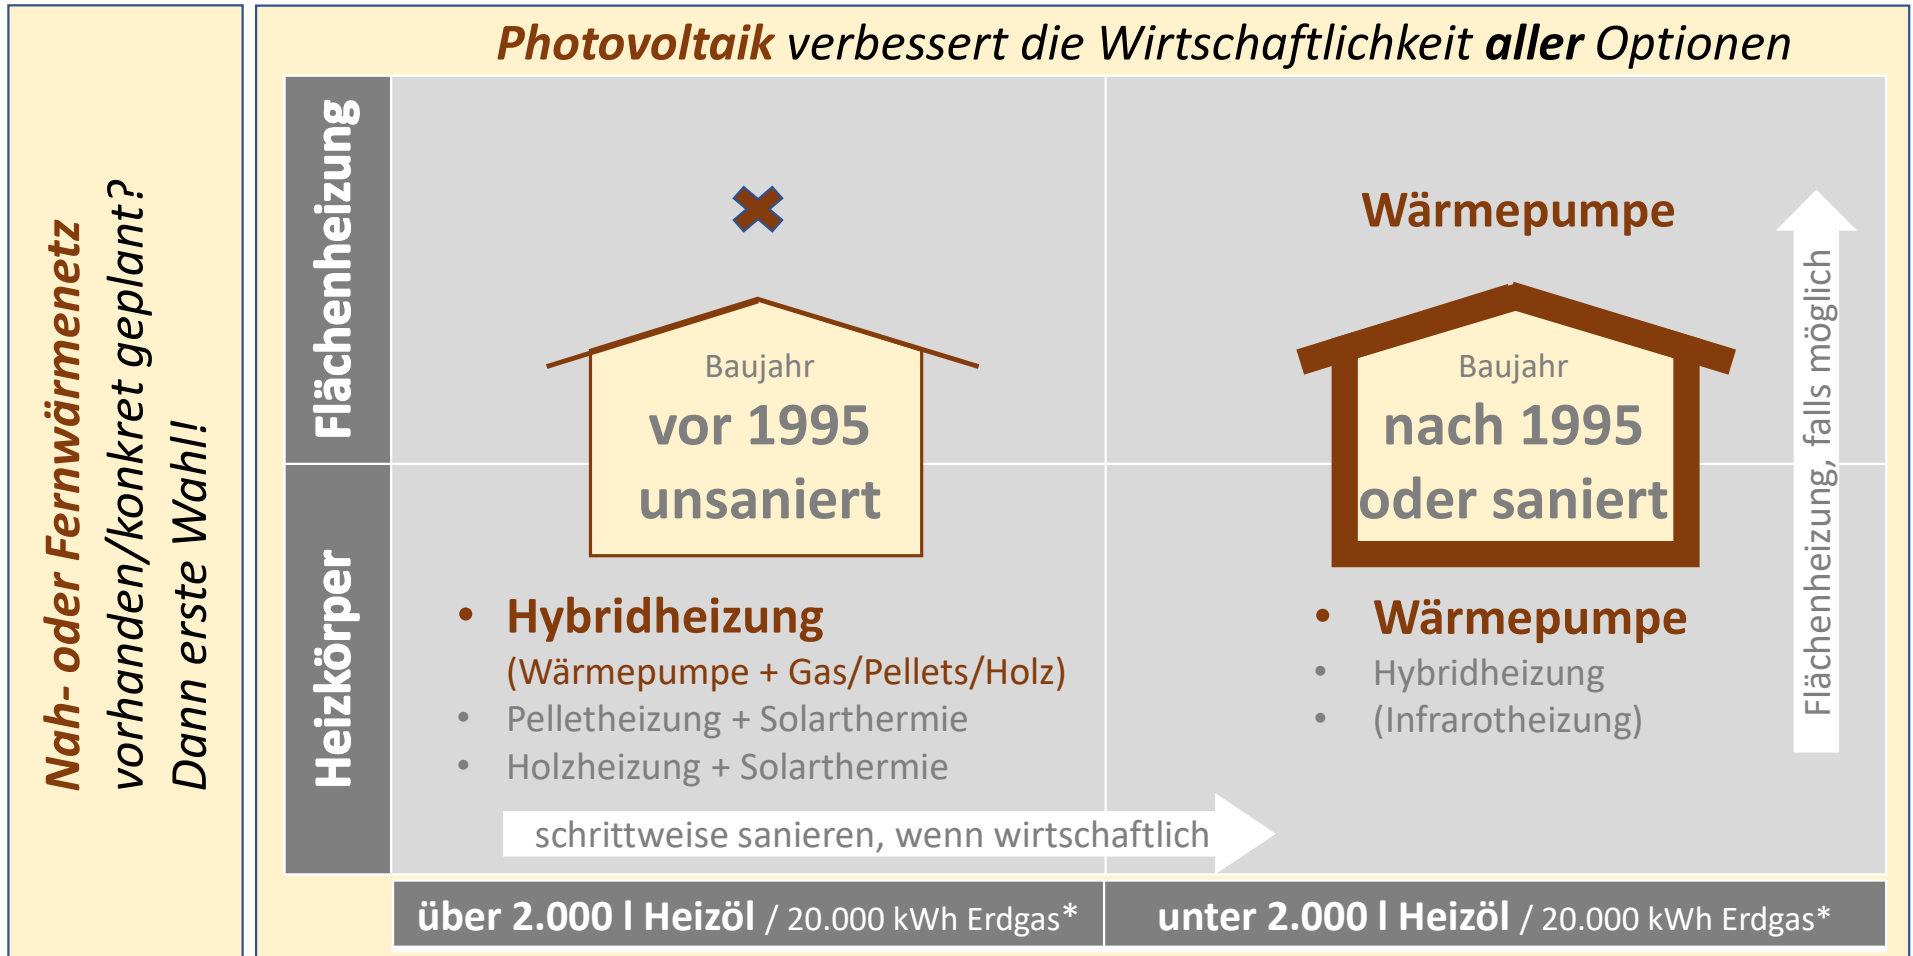 Nah- oder Fernwärmenetz
vorhanden/konkret geplant?
Dann erste Wahl!
Photovoltaik verbessert die Wirtschaftlichkeit aller Optionen
Flächenheizung
Wärmepumpe
Baujahr
vor 1995
unsaniert
Baujahr
nach 1995
oder saniert
Flächenheizung, falls möglich
Heizkörper
• Hybridheizung
(Wärmepumpe + Gas/Pellets/Holz)
• Pelletheizung + Solarthermie
• Holzheizung + Solarthermie
• Wärmepumpe
• Hybridheizung
• (Infrarotheizung)
schrittweise sanieren, wenn wirtschaftlich
über 2.000 l Heizöl / 20.000 kWh Erdgas*
unter 2.000 l Heizöl / 20.000 kWh Erdgas*